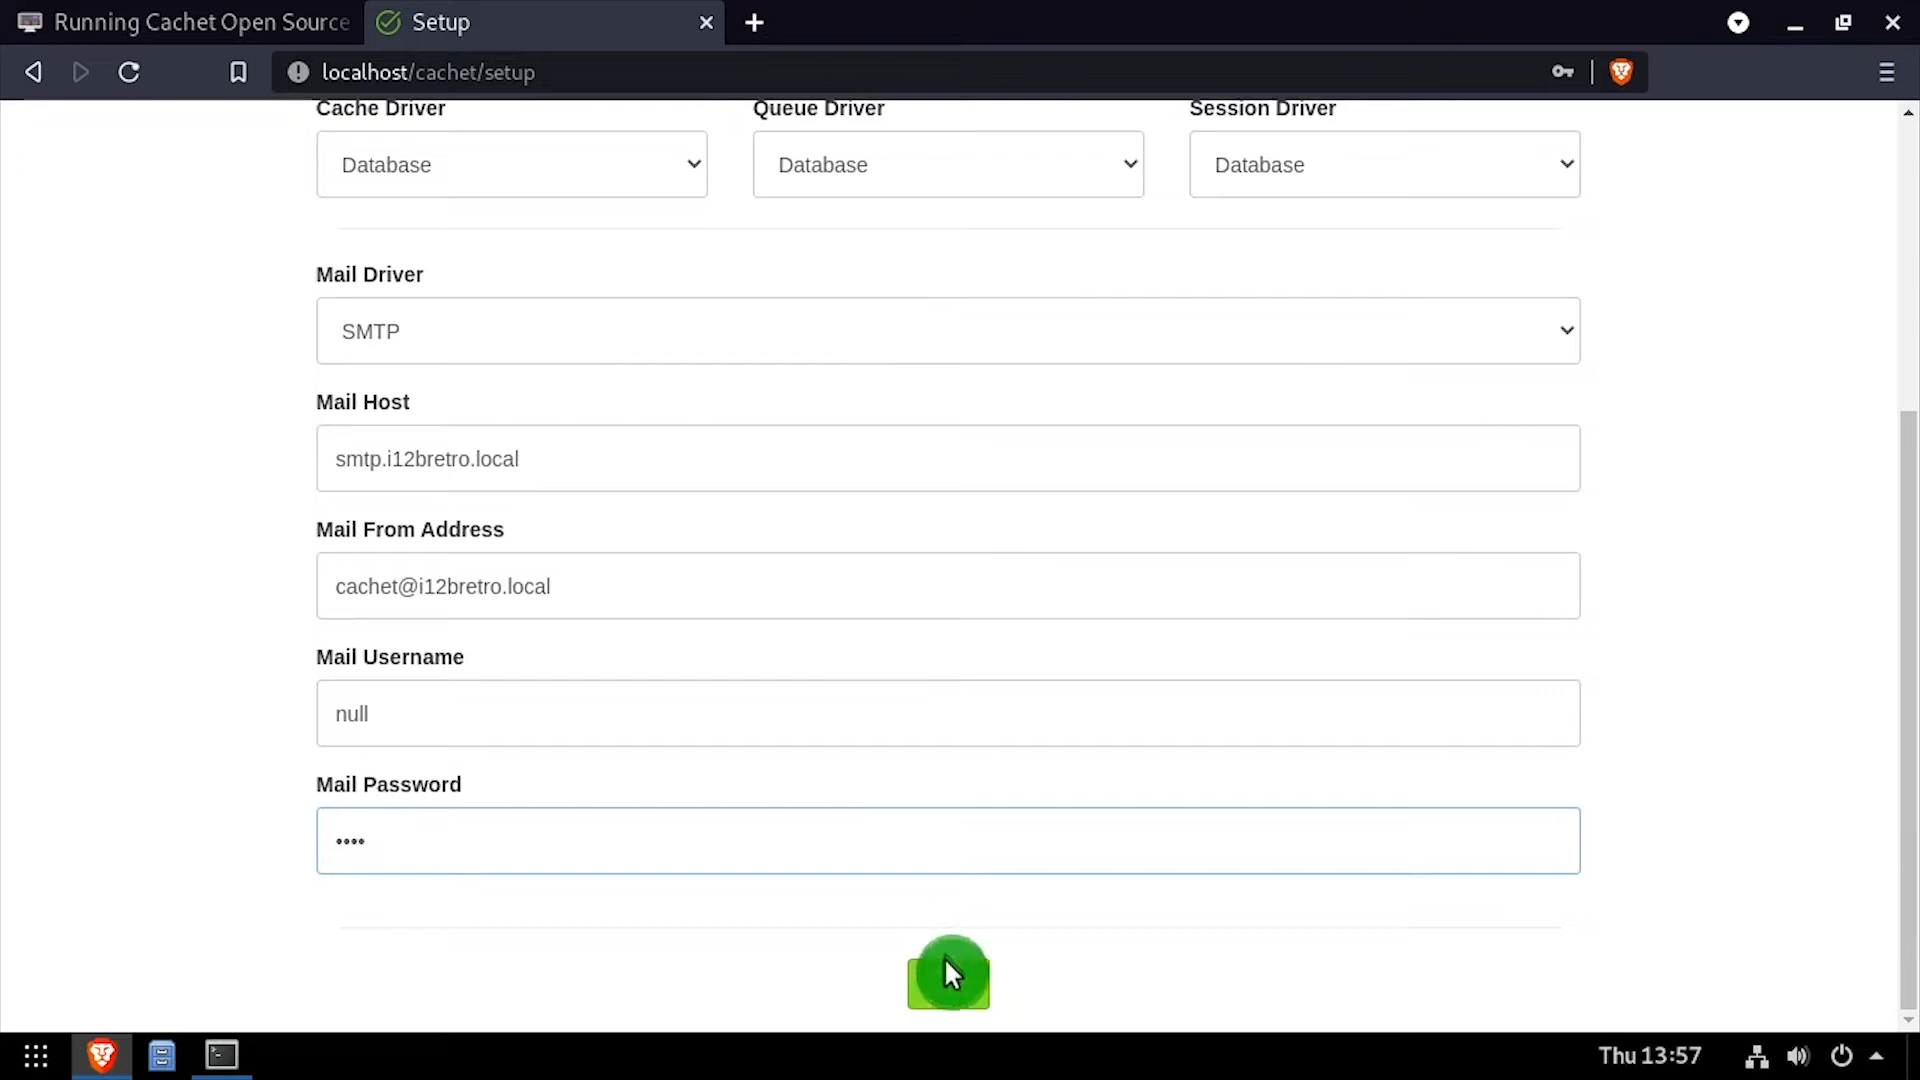 Running Cachet Open Source
Setup
localhost/cachet/setup
Cache Driver
Queue Driver
Session Driver
Database
Database
Database
Mail Driver
SMTP
Mail Host
smtp.i12bretro.local
Mail From Address
cachet@i12bretro.local
Mail Username
null
Mail Password
••••
Thu 13:57